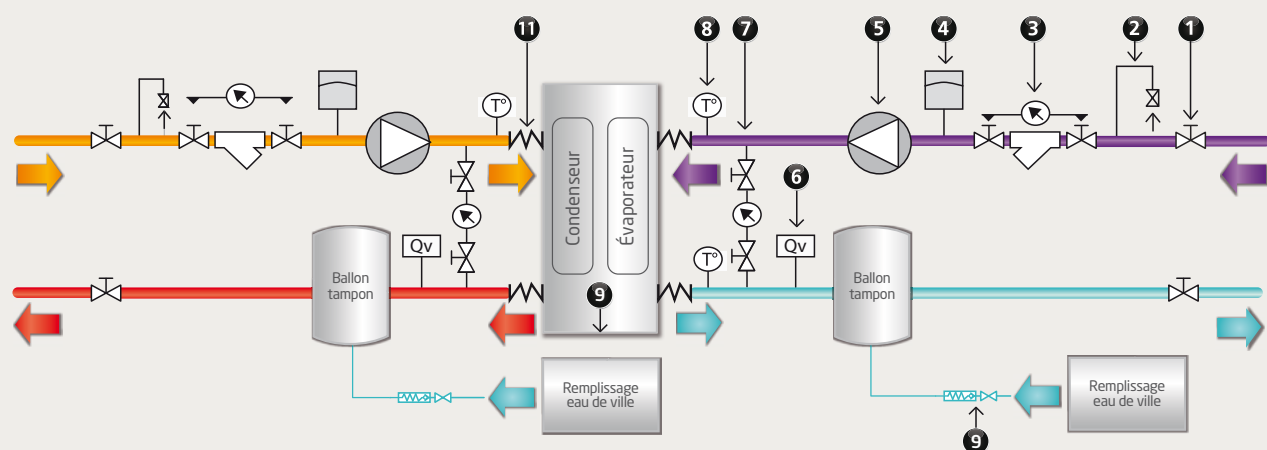 11
8
7
5
4
3
2
1
T°
T°
Condenseur
Évaporateur
6
Qv
Qv
T°
Ballon
tampon
Ballon
tampon
9
Remplissage
eau de ville
Remplissage
eau de ville
9